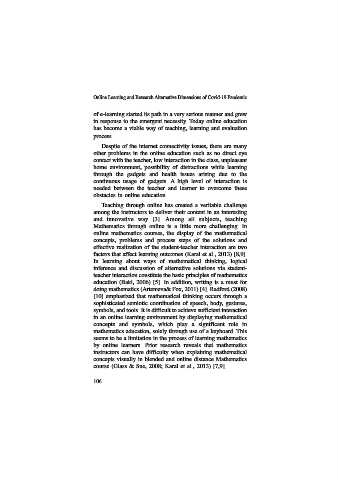 Online Learning and Research Alternative Dimensions of Covid-19 Pandemic
of e-learning started its path in a very serious manner and grew
in response to the emergent necessity. Today online education
has become a viable way of teaching, learning and evaluation
process.
Despite of the internet connectivity issues, there are many
other problems in the online education such as no direct eye
contact with the teacher, low interaction in the class, unpleasant
home environment, possibility of distractions while learning
through the gadgets and health issues arising due to the
continuous usage of gadgets. A high level of interaction is
needed between the teacher and learner to overcome these
obstacles in online education.
Teaching through online has created a veritable challenge
among the instructors to deliver their content in an interesting
and innovative way [3]. Among all subjects, teaching
Mathematics through online is a little more challenging. In
online mathematics courses, the display of the mathematical
concepts, problems and process steps of the solutions and
effective realization of the student-teacher interaction are two
factors that affect learning outcomes (Karal et al., 2013) [8,9].
In learning about ways of mathematical thinking, logical
inference and discussion of alternative solutions via student-
teacher interaction constitute the basic principles of mathematics
education (Baki, 2006) [5]. In addition, writing is a must for
doing mathematics (Artemeva& Fox, 2011) [4]. Radford (2008)
[10] emphasized that mathematical thinking occurs through a
sophisticated semiotic coordination of speech, body, gestures,
symbols, and tools. It is difficult to achieve sufficient interaction
in an online learning environment by displaying mathematical
concepts and symbols, which play a significant role in
mathematics education, solely through use of a keyboard. This
seems to be a limitation in the process of learning mathematics
by online learners. Prior research reveals that mathematics
instructors can have difficulty when explaining mathematical
concepts visually in blended and online distance Mathematics
course (Glass & Sue, 2008; Karal et al., 2013) [7,9].
106